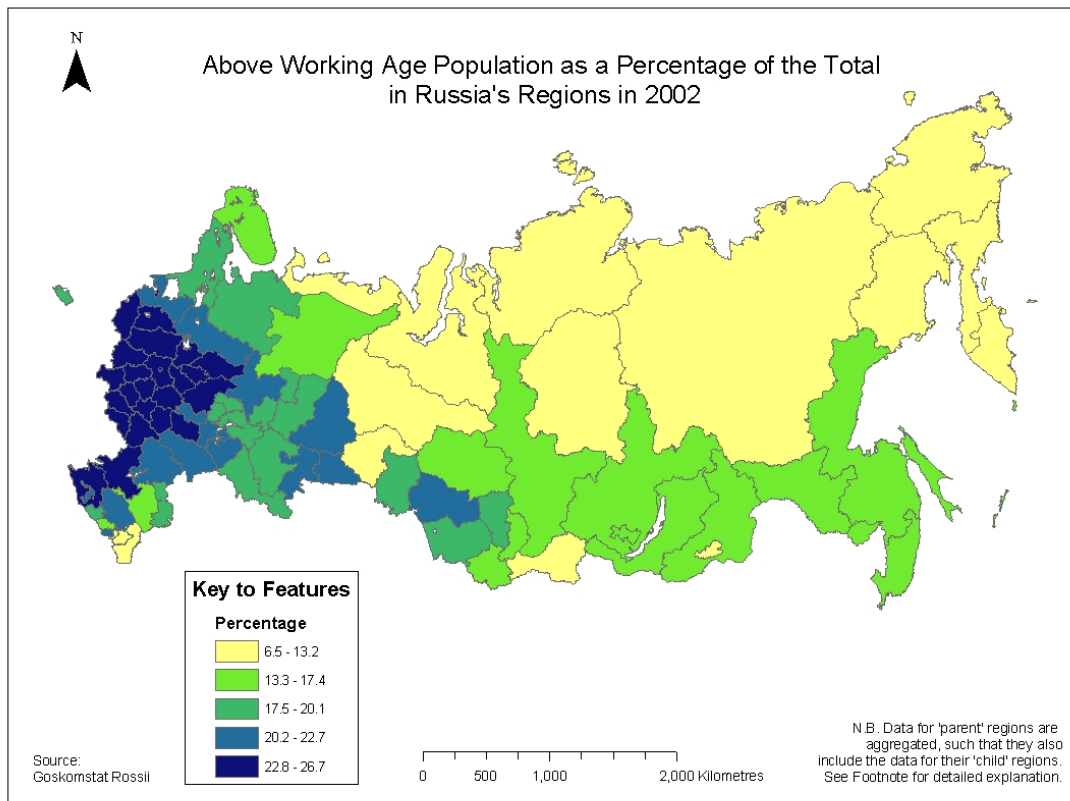 N
Above Working Age Population as a Percentage of the Total
in Russia's Regions in 2002
Key to Features
Percentage
6.5 - 13.2
13.3 - 17.4
17.5 - 20.1
20.2 - 22.7
22.8 - 26.7
Source:
Goskomstat Rossii
0 500 1,000 2,000 Kilometres
N.B. Data for 'parent' regions are
aggregated, such that they also
include the data for their 'child' regions.
See Footnote for detailed explanation.